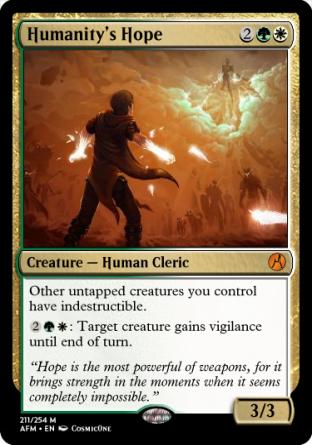 Humanity's Hope 2
Creature — Human Cleric
Other untapped creatures you control
have indestructible.
2: Target creature gains vigilance
until end of turn.
“Hope is the most powerful of weapons, for it
brings strength in the moments when it seems
completely impossible.”
3/3
211/254 M
AFM • EN CosmicOne